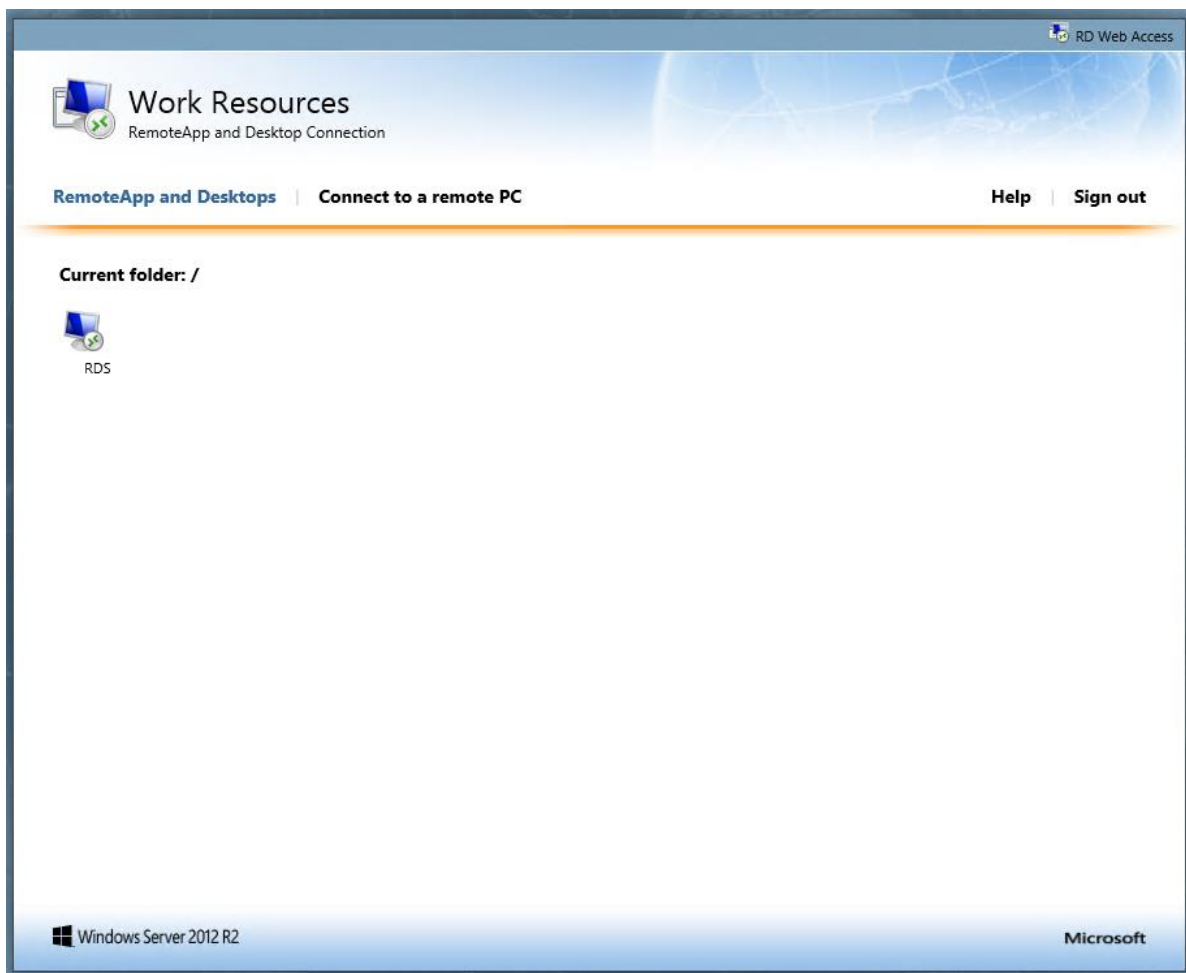 RD Web Access
Work Resources
RemoteApp and Desktop Connection
RemoteApp and Desktops | Connect to a remote PC Help | Sign out
Current folder: /
RDS
Windows Server 2012 R2 Microsoft